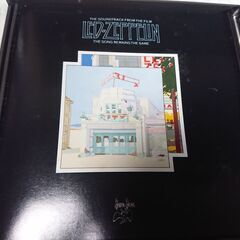 THE SOUNDTRACK FROM THE FILM
LED-ZEPPELIN
THE SONG REMAINS THE SAME